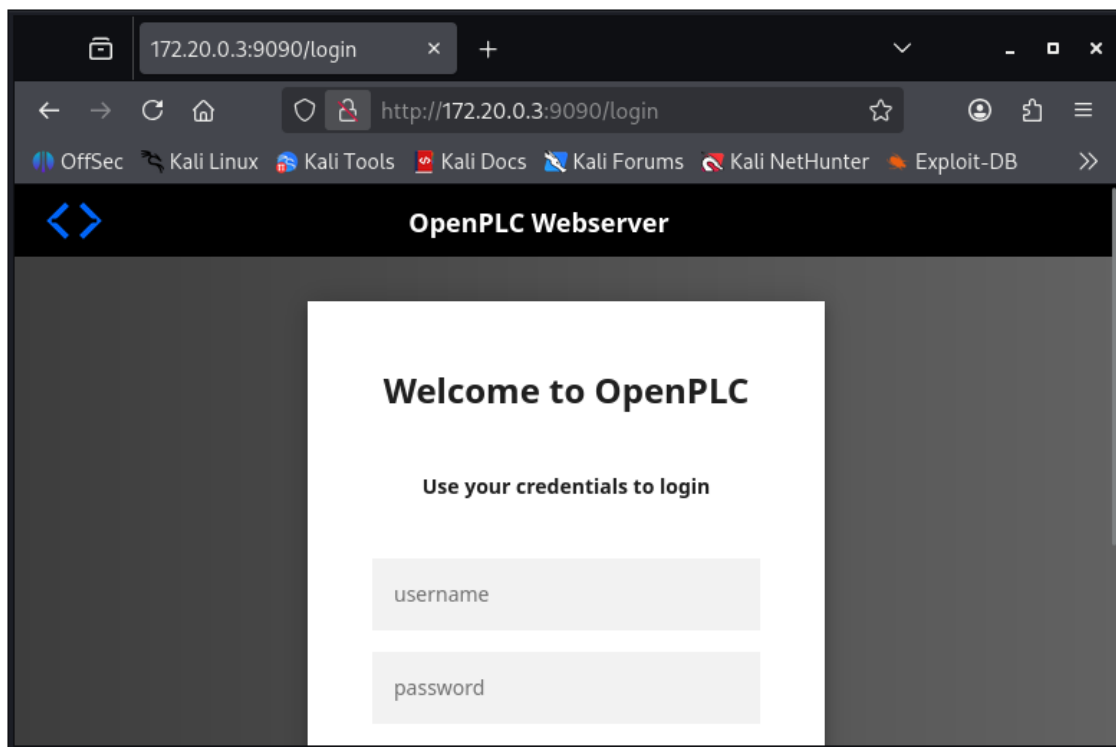 172.20.0.3:9090/login
http://172.20.0.3:9090/login
OffSec Kali Linux Kali Tools Kali Docs Kali Forums Kali NetHunter Exploit-DB
OpenPLC Webserver
Welcome to OpenPLC
Use your credentials to login
username
password